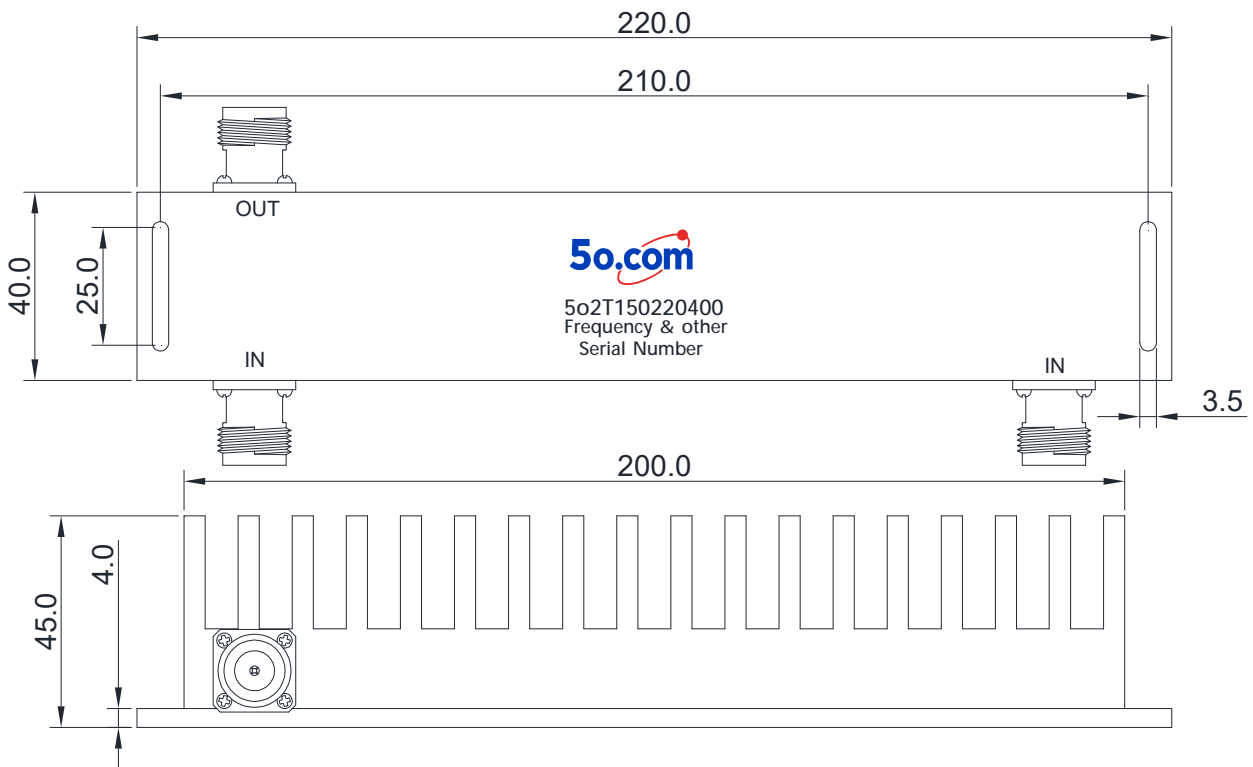 220.0
210.0
OUT
40.0
25.0
5o.com
5o2T150220400
Frequency & other
Serial Number
IN
IN
3.5
200.0
4.0
45.0